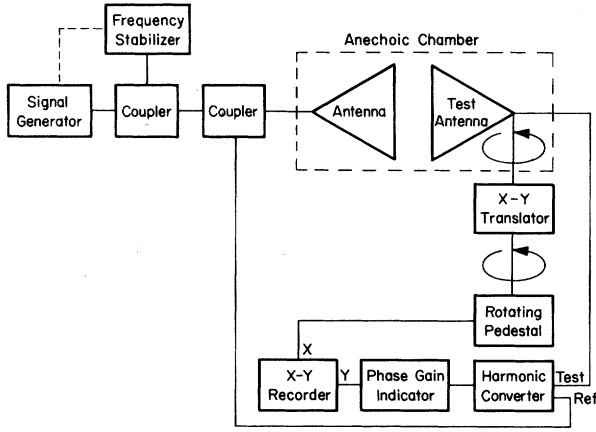 Frequency
Stabilizer
Anechoic Chamber
Signal
Generator
Coupler
Coupler
Antenna
Test
Antenna
X-Y
Translator
Rotating
Pedestal
X
X-Y
Recorder
Y
Phase Gain
Indicator
Harmonic
Converter
Test
Ref